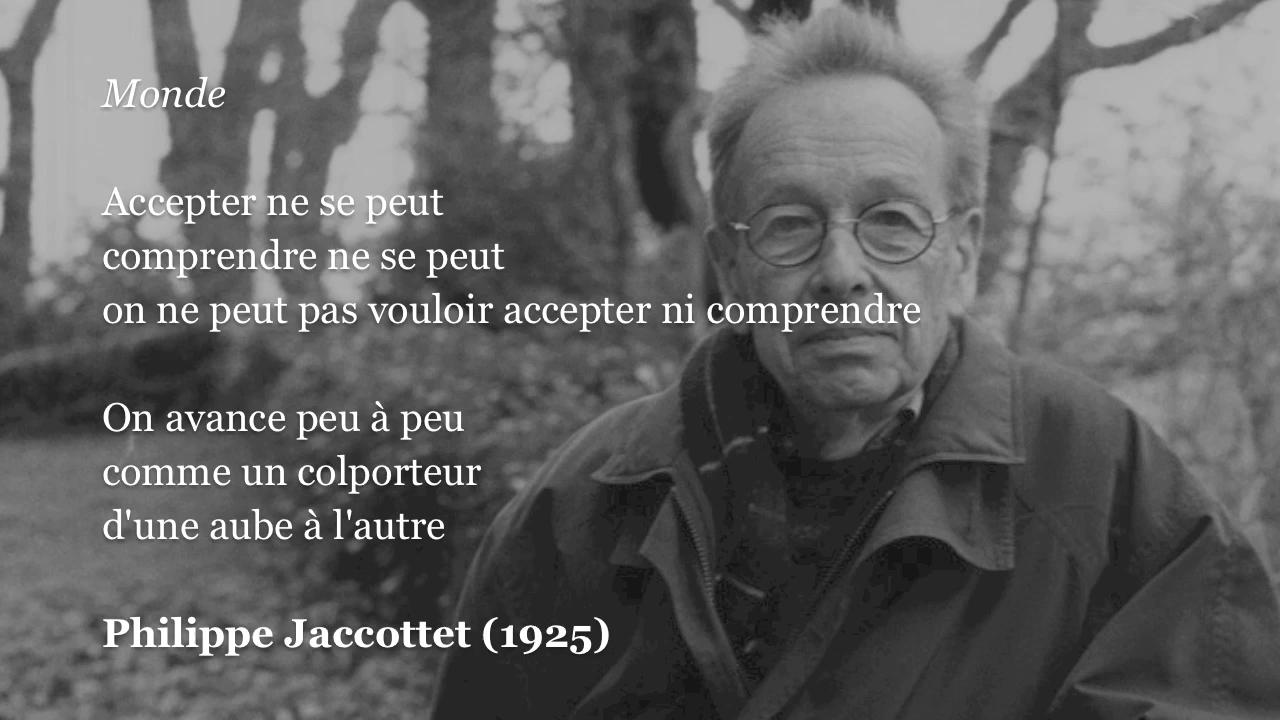 Monde
Accepter ne se peut
comprendre ne se peut
on ne peut pas vouloir accepter ni comprendre
On avance peu à peu
comme un colporteur
d'une aube à l'autre
Philippe Jaccottet (1925)